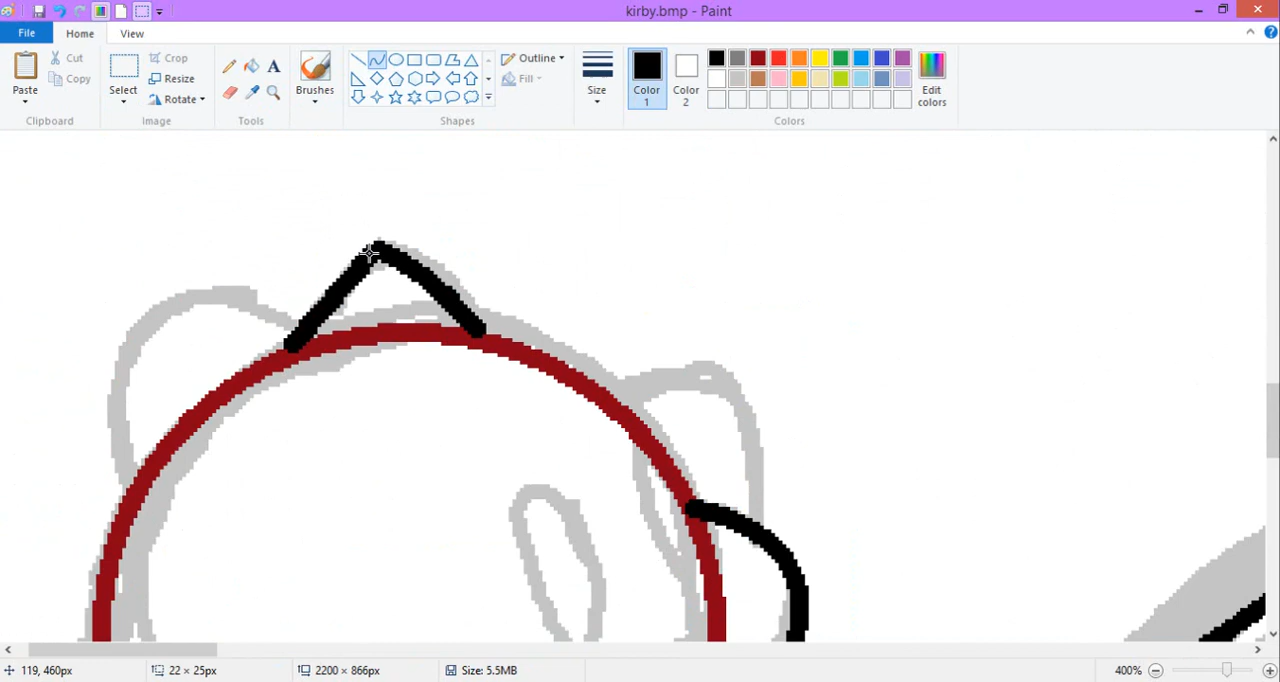 kirby.bmp - Paint
File
Home
View
Paste
Cut
Copy
Clipboard
Select
Crop
Resize
Rotate
Image
A
Tools
Brushes
Outline
Fill
Shapes
Size
Color 1
Color 2
Edit colors
Colors
119, 460px
22 × 25px
2200 × 866px
Size: 5.5MB
400%